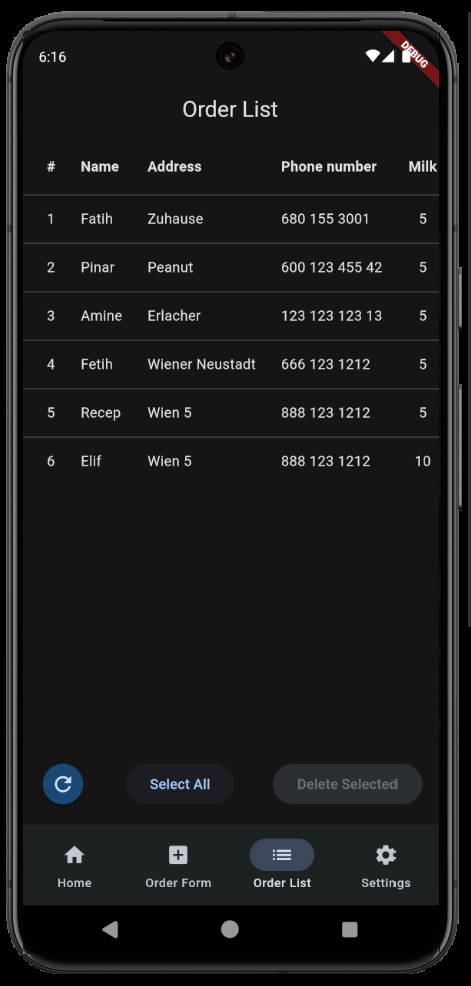 6:16
DEBUG
Order List
# Name Address Phone number Milk
1 Fatih Zuhause 680 155 3001 5
2 Pinar Peanut 600 123 455 42 5
3 Amine Erlacher 123 123 123 13 5
4 Fetih Wiener Neustadt 666 123 1212 5
5 Recep Wien 5 888 123 1212 5
6 Elif Wien 5 888 123 1212 10
Select All Delete Selected
Home Order Form Order List Settings